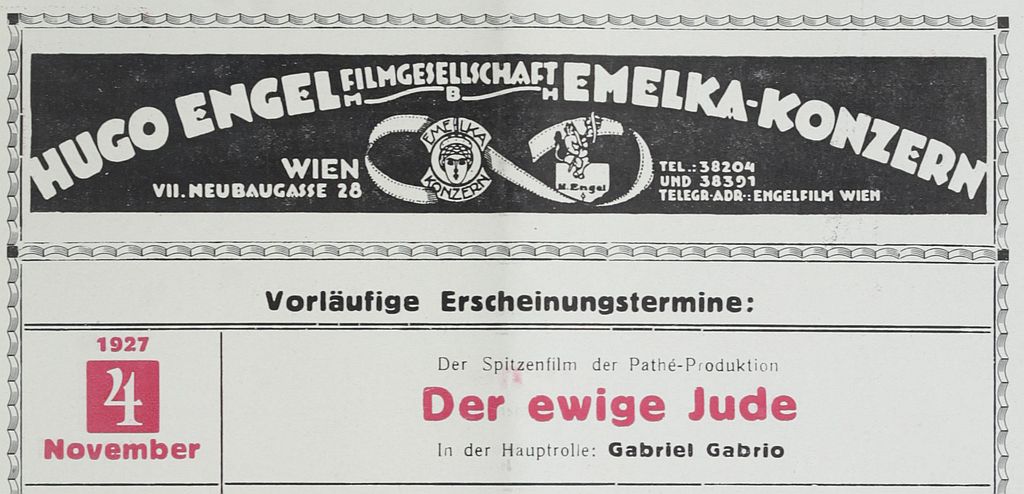 HUGO ENGEL FILMGESELLSCHAFT EMELKA-KONZERN
M B H
WIEN
VII. NEUBAUGASSE 28
EMELKA
KONZERN
H. Engel
TEL.: 38204
UND 38391
TELEGR.ADR.: ENGELFILM WIEN
Vorläufige Erscheinungstermine:
1927
4
November
Der Spitzenfilm der Pathé-Produktion
Der ewige Jude
In der Hauptrolle: Gabriel Gabrio